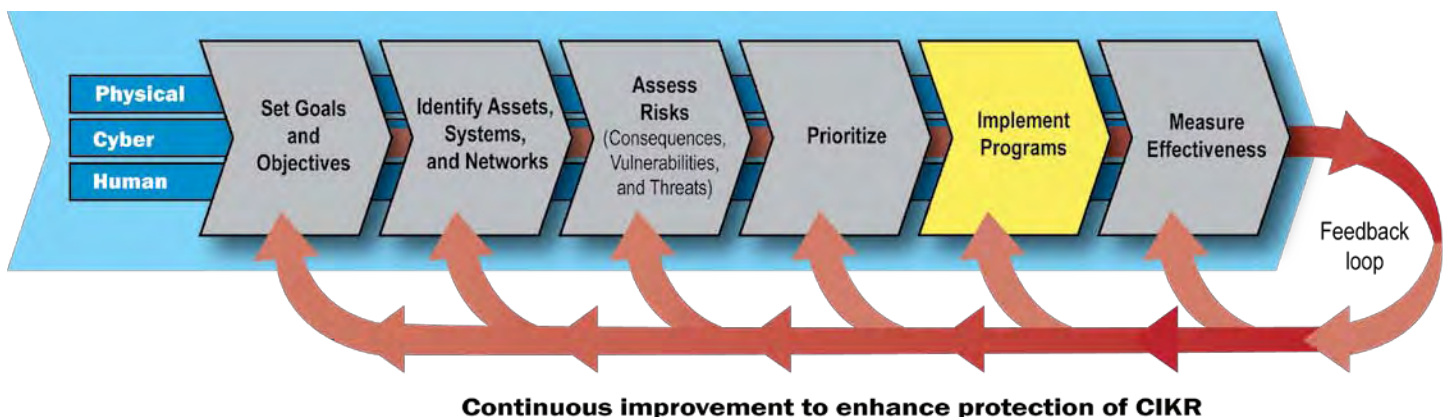 Physical
Cyber
Human
Set Goals
and
Objectives
Identify Assets,
Systems,
and Networks
Assess
Risks
(Consequences,
Vulnerabilities,
and Threats)
Prioritize
Implement
Programs
Measure
Effectiveness
Feedback
loop
Continuous improvement to enhance protection of CIKR